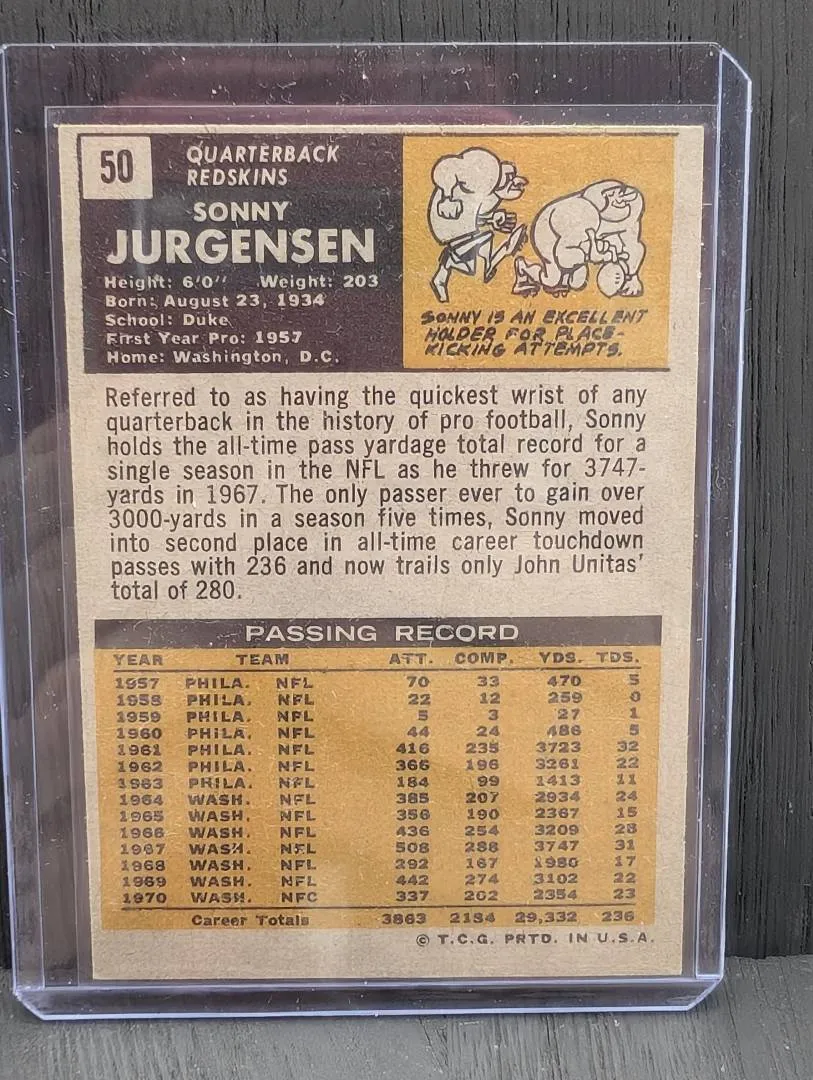 50
QUARTERBACK
REDSKINS
SONNY
JURGENSEN
Height: 6'0'' Weight: 203
Born: August 23, 1934
School: Duke
First Year Pro: 1957
Home: Washington, D.C.
SONNY IS AN EXCELLENT
HOLDER FOR PLACE-
KICKING ATTEMPTS.
Referred to as having the quickest wrist of any
quarterback in the history of pro football, Sonny
holds the all-time pass yardage total record for a
single season in the NFL as he threw for 3747-
yards in 1967. The only passer ever to gain over
3000-yards in a season five times, Sonny moved
into second place in all-time career touchdown
passes with 236 and now trails only John Unitas'
total of 280.
PASSING RECORD
YEAR TEAM ATT. COMP. YDS. TDS.
1957 PHILA. NFL 70 33 470 5
1958 PHILA. NFL 22 12 259 0
1959 PHILA. NFL 5 3 27 1
1960 PHILA. NFL 44 24 486 5
1961 PHILA. NFL 416 235 3723 32
1962 PHILA. NFL 366 196 3261 22
1963 PHILA. NFL 184 99 1413 11
1964 WASH. NFL 385 207 2934 24
1965 WASH. NFL 356 190 2367 15
1966 WASH. NFL 436 254 3209 28
1967 WASH. NFL 508 288 3747 31
1968 WASH. NFL 292 167 1980 17
1969 WASH. NFL 442 274 3102 22
1970 WASH. NFC 337 202 2354 23
Career Totals 3863 2184 29,332 236
© T.C.G. PRTD. IN U.S.A.